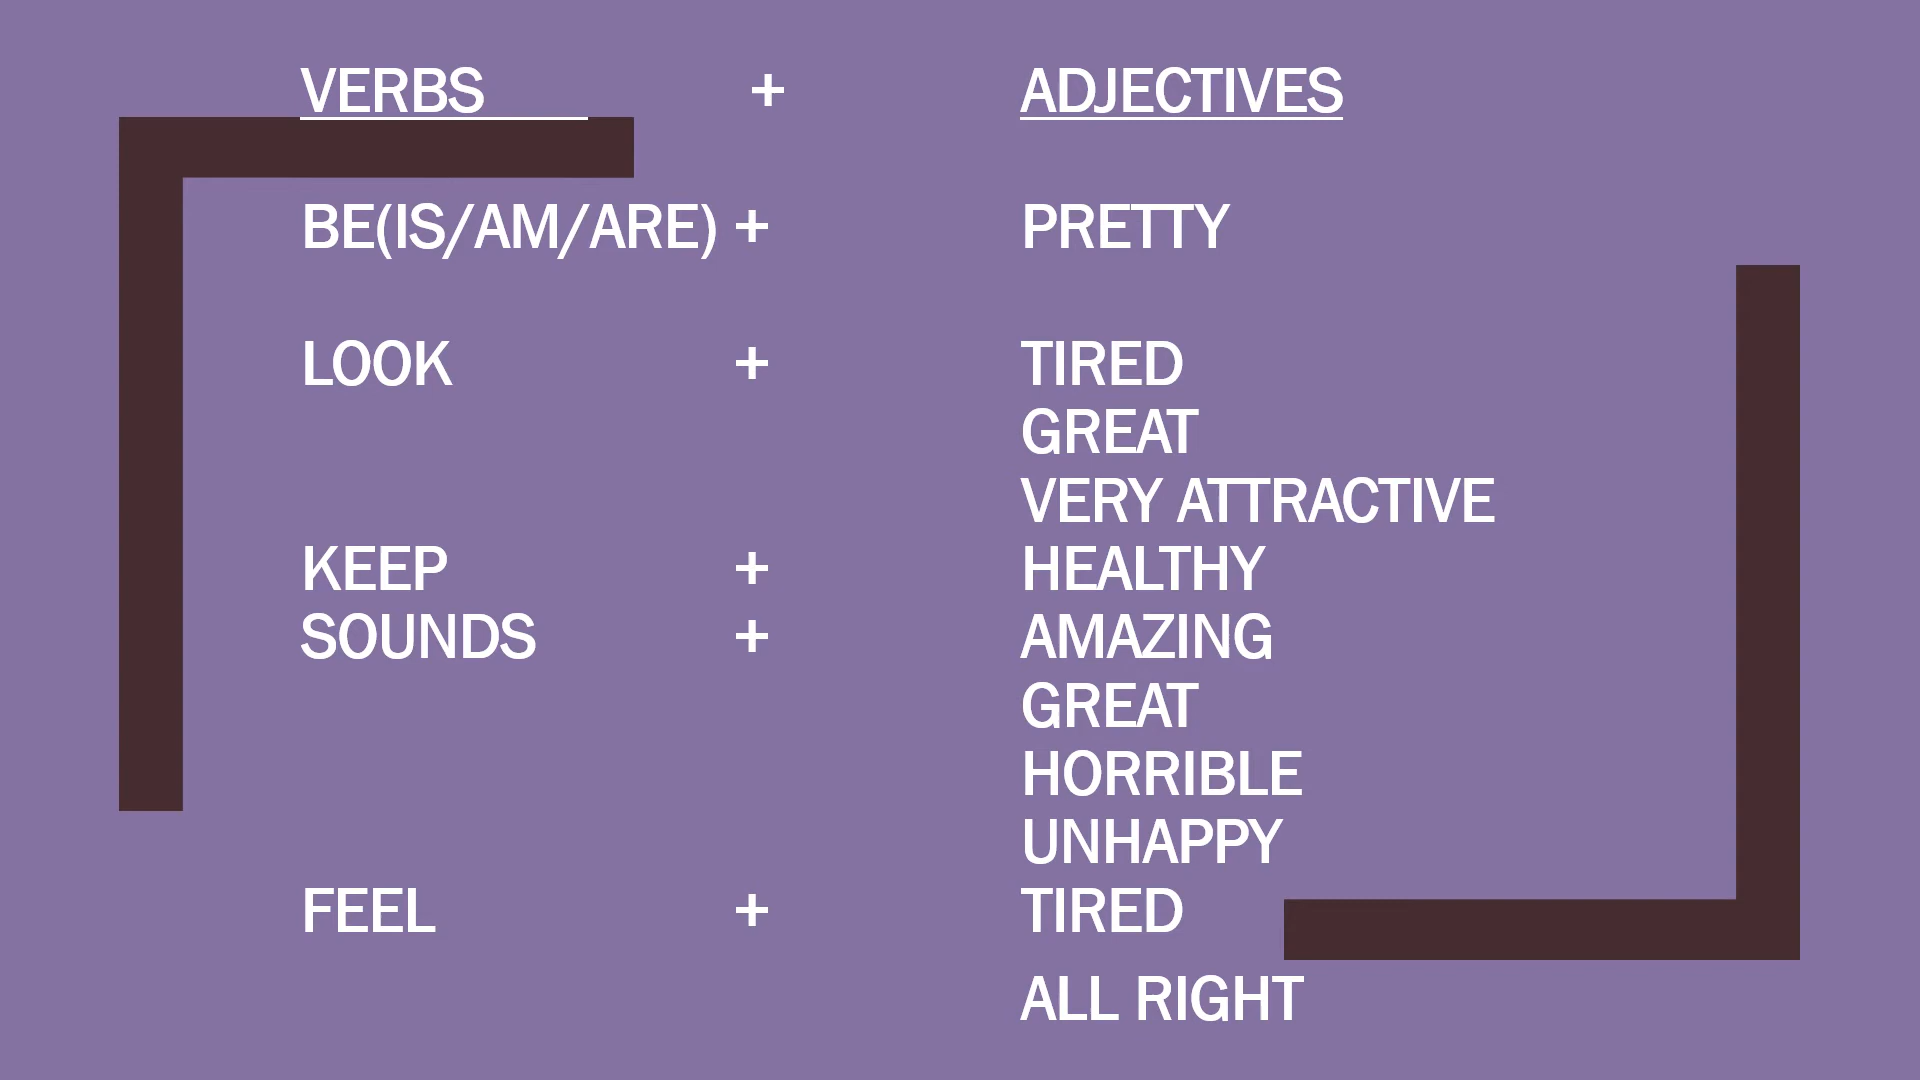 VERBS + ADJECTIVES
BE(IS/AM/ARE) + PRETTY
LOOK + TIRED
GREAT
VERY ATTRACTIVE
KEEP + HEALTHY
SOUNDS + AMAZING
GREAT
HORRIBLE
UNHAPPY
FEEL + TIRED
ALL RIGHT